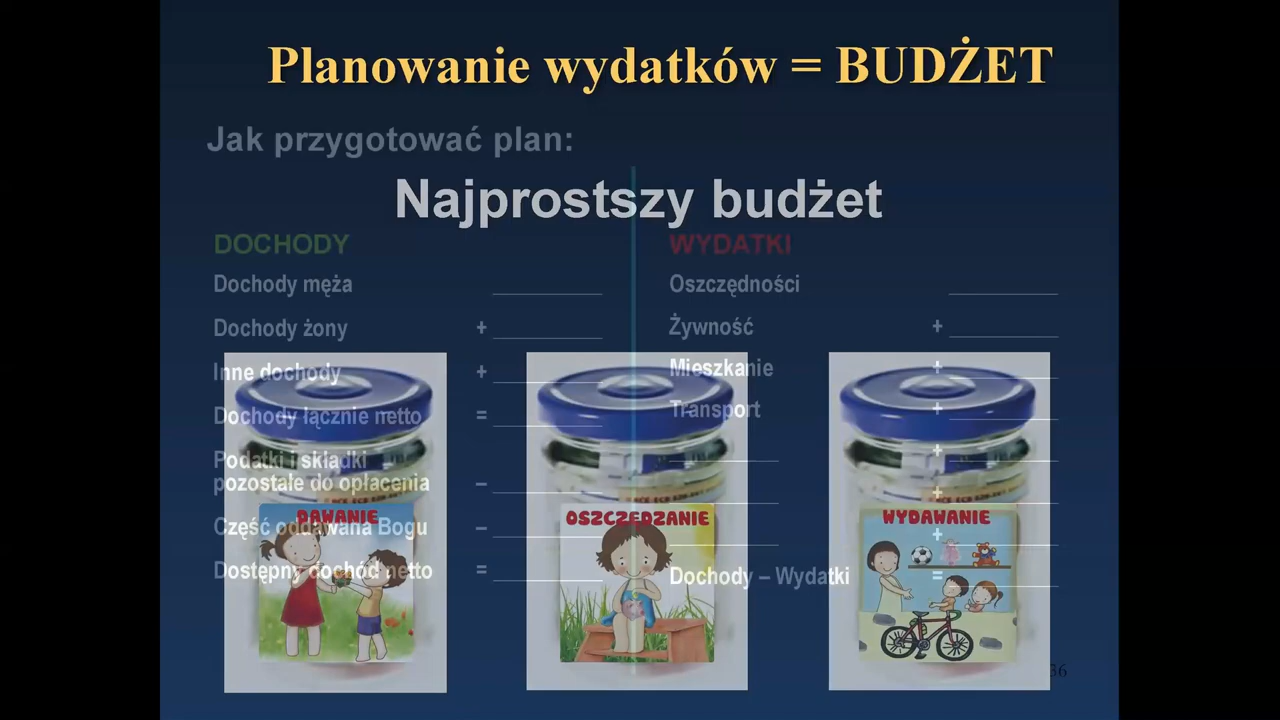 Planowanie wydatków = BUDŻET
Jak przygotować plan:
Najprostszy budżet
DOCHODY
Dochody męża
Dochody żony +
Inne dochody +
Dochody łącznie netto =
Podatki i składki
pozostałe do opłacenia –
Część oddawana Bogu –
Dostępny dochód netto =
WYDATKI
Oszczędności
Żywność +
Mieszkanie +
Transport +
+
+
+
Dochody – Wydatki =
DAWANIE
OSZCZĘDZANIE
WYDAWANIE
36